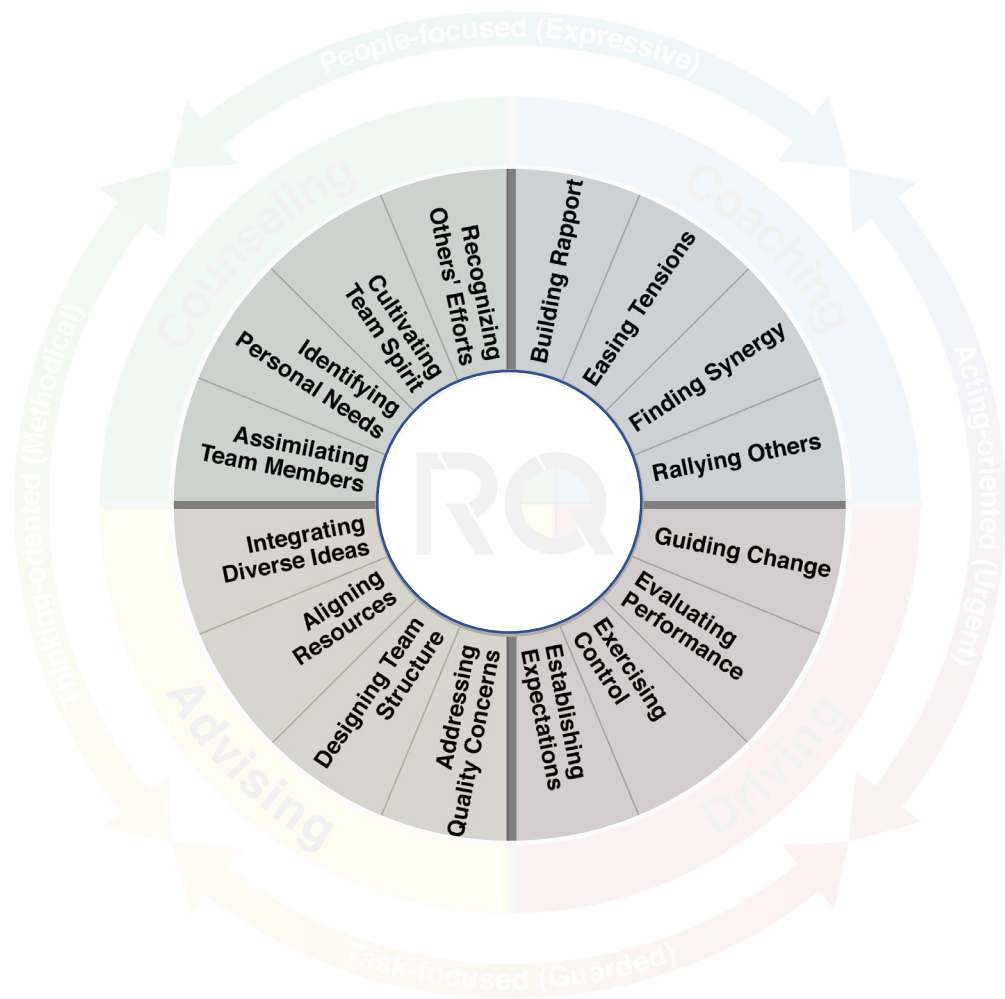 People-focused (Expressive)
Counseling
Coaching
Recognizing
Others' Efforts
Building Rapport
Cultivating
Team Spirit
Easing Tensions
Identifying
Personal Needs
Finding Synergy
Assimilating
Team Members
Rallying Others
Thinking-oriented (Methodical)
RQ
Acting-oriented (Urgent)
Integrating
Diverse Ideas
Guiding Change
Aligning
Resources
Evaluating
Performance
Designing Team
Structure
Exercising
Control
Addressing
Quality Concerns
Establishing
Expectations
Advising
Driving
Task-focused (Guarded)